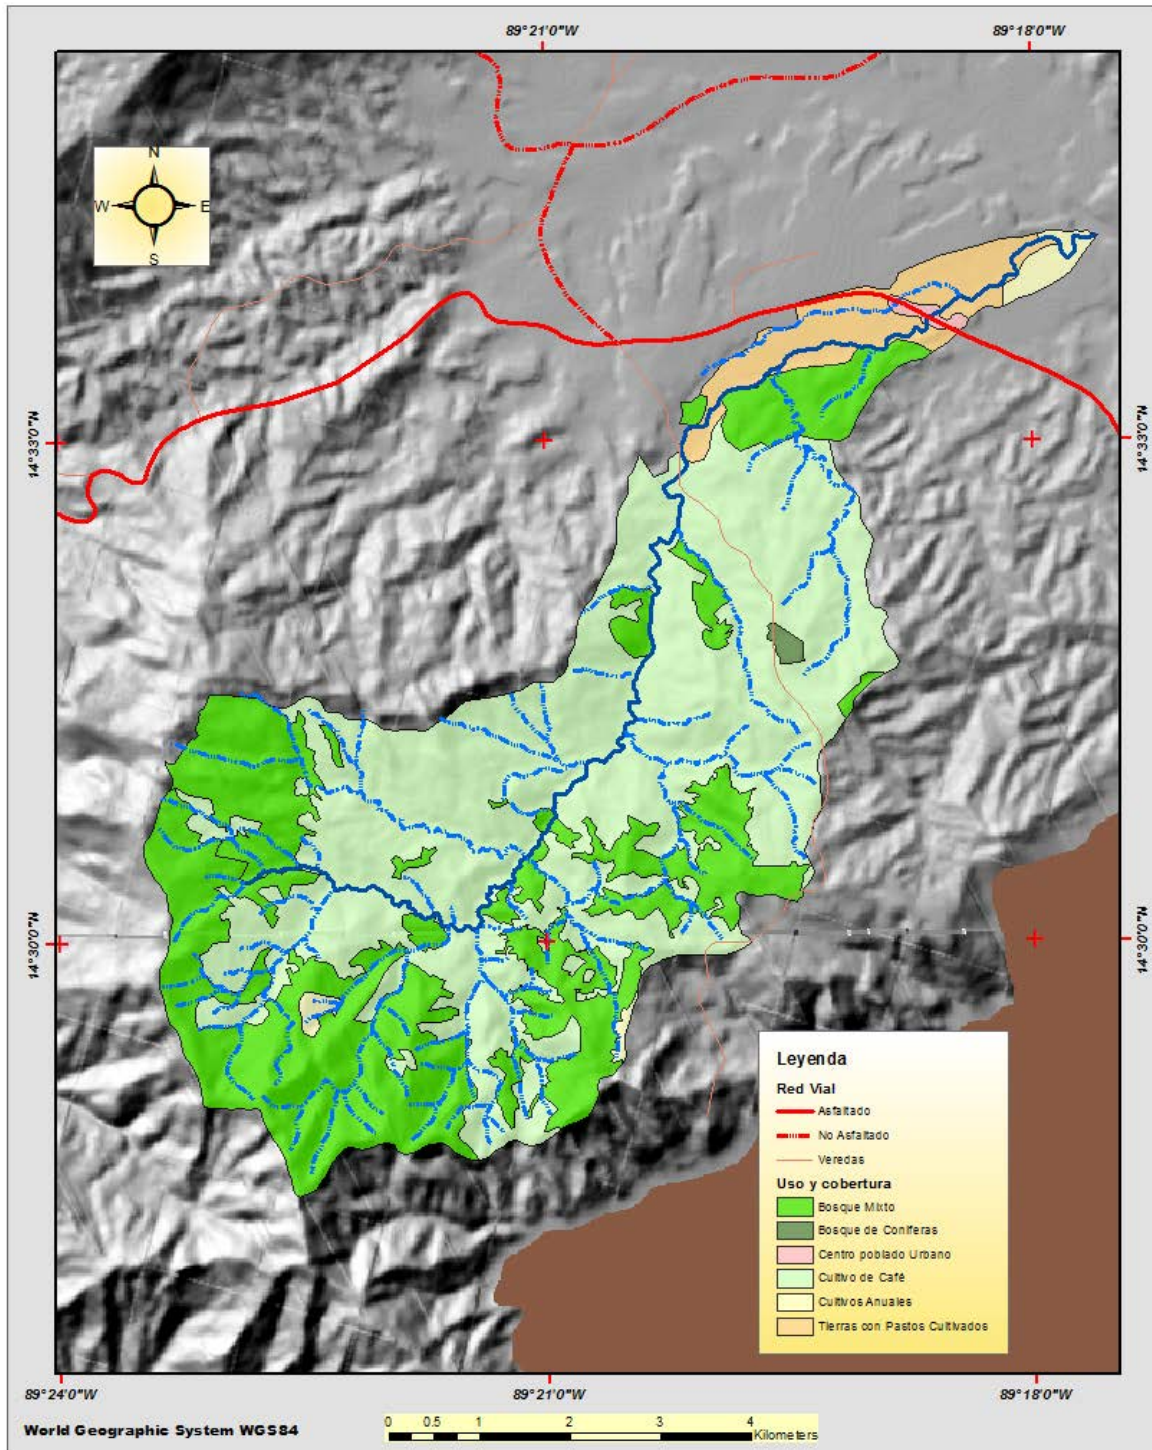 89°21'0"W 89°18'0"W
N
W E
S
14°33'0"N 14°33'0"N
14°30'0"N 14°30'0"N
Leyenda
Red Vial
Asfaltado
No Asfaltado
Veredas
Uso y cobertura
Bosque Mixto
Bosque de Coniferas
Centro poblado Urbano
Cultivo de Café
Cultivos Anuales
Tierras con Pastos Cultivados
89°24'0"W 89°21'0"W 89°18'0"W
World Geographic System WGS84
0 0.5 1 2 3 4
Kilometers